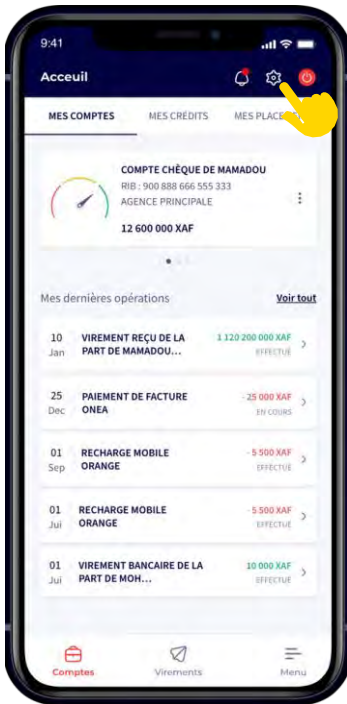 9:41
Acceuil
MES COMPTES MES CRÉDITS MES PLACE
COMPTE CHÈQUE DE MAMADOU
RIB : 900 888 666 555 333
AGENCE PRINCIPALE
12 600 000 XAF
Mes dernières opérations Voir tout
10 VIREMENT REÇU DE LA 1 120 200 000 XAF
Jan PART DE MAMADOU... EFFECTUÉ
25 PAIEMENT DE FACTURE - 25 000 XAF
Dec ONEA EN COURS
01 RECHARGE MOBILE - 5 500 XAF
Sep ORANGE EFFECTUÉ
01 RECHARGE MOBILE - 5 500 XAF
Jui ORANGE EFFECTUÉ
01 VIREMENT BANCAIRE DE LA 10 000 XAF
Jui PART DE MOH... EFFECTUÉ
Comptes Virements Menu